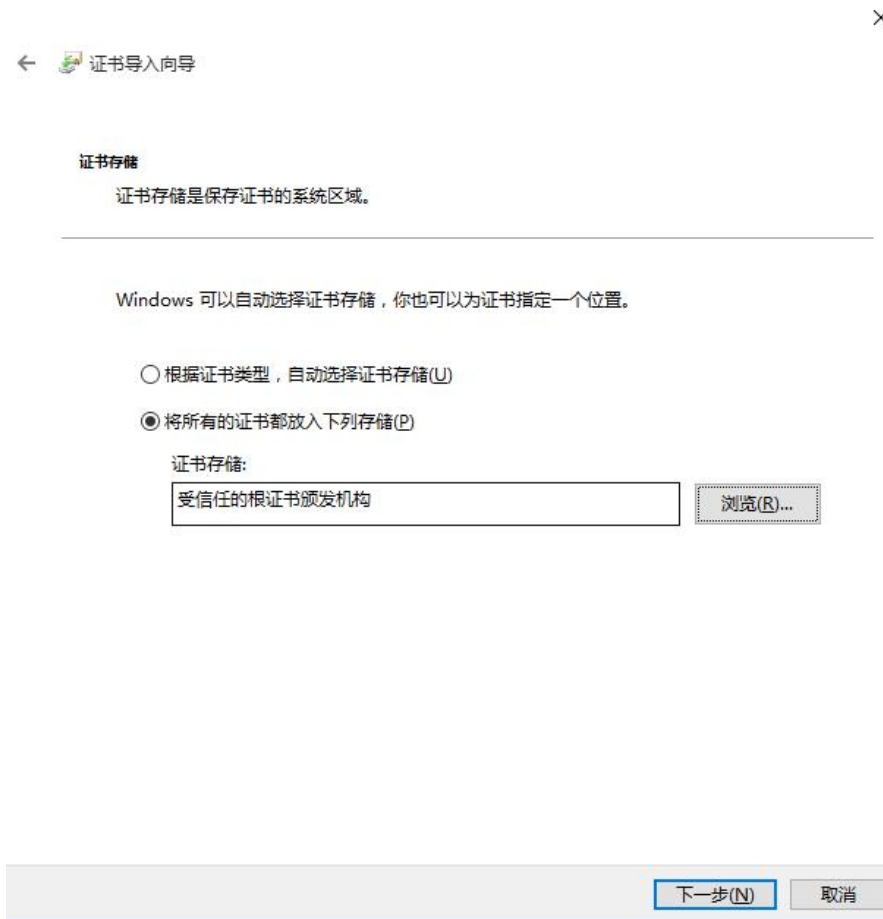 证书导入向导
证书存储
证书存储是保存证书的系统区域。
Windows 可以自动选择证书存储，你也可以为证书指定一个位置。
根据证书类型，自动选择证书存储(U)
将所有的证书都放入下列存储(P)
证书存储:
受信任的根证书颁发机构 浏览(R)...
下一步(N) 取消